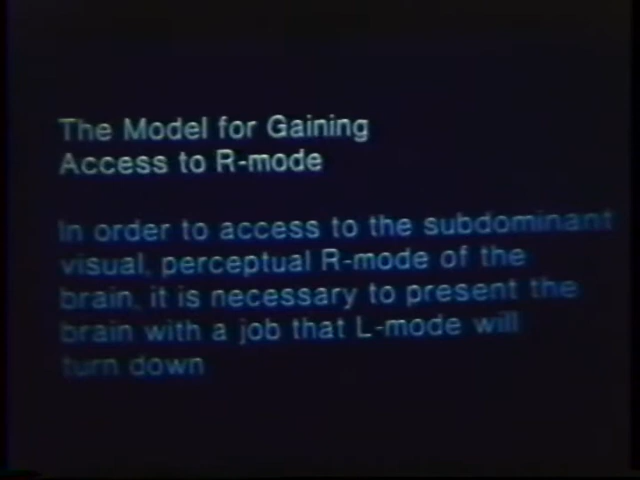 The Model for Gaining
Access to R-mode
In order to access to the subdominant
visual, perceptual R-mode of the
brain, it is necessary to present the
brain with a job that L-mode will
turn down